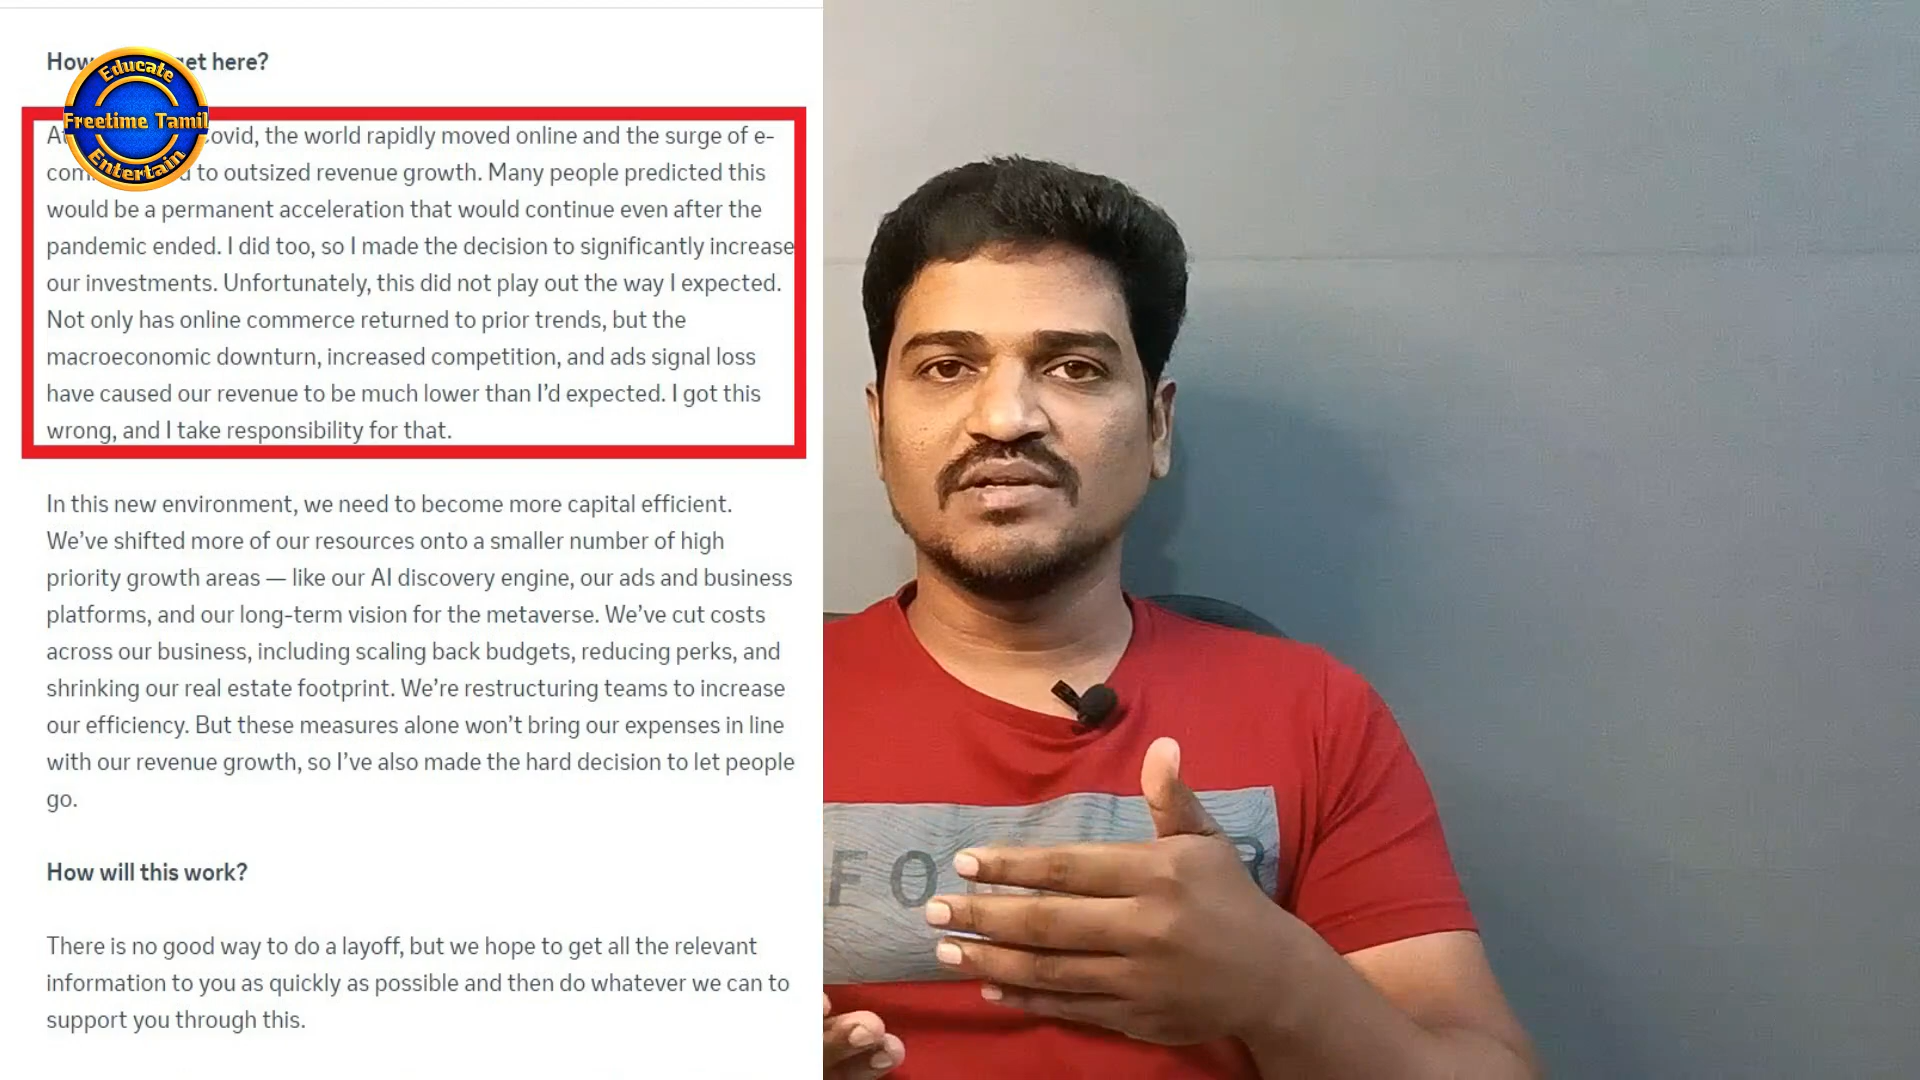 How et here?
Educate
Freetime Tamil
Entertain
At ovid, the world rapidly moved online and the surge of e-
com to outsized revenue growth. Many people predicted this
would be a permanent acceleration that would continue even after the
pandemic ended. I did too, so I made the decision to significantly increase
our investments. Unfortunately, this did not play out the way I expected.
Not only has online commerce returned to prior trends, but the
macroeconomic downturn, increased competition, and ads signal loss
have caused our revenue to be much lower than I’d expected. I got this
wrong, and I take responsibility for that.
In this new environment, we need to become more capital efficient.
We’ve shifted more of our resources onto a smaller number of high
priority growth areas — like our AI discovery engine, our ads and business
platforms, and our long-term vision for the metaverse. We’ve cut costs
across our business, including scaling back budgets, reducing perks, and
shrinking our real estate footprint. We’re restructuring teams to increase
our efficiency. But these measures alone won’t bring our expenses in line
with our revenue growth, so I’ve also made the hard decision to let people
go.
How will this work?
There is no good way to do a layoff, but we hope to get all the relevant
information to you as quickly as possible and then do whatever we can to
support you through this.